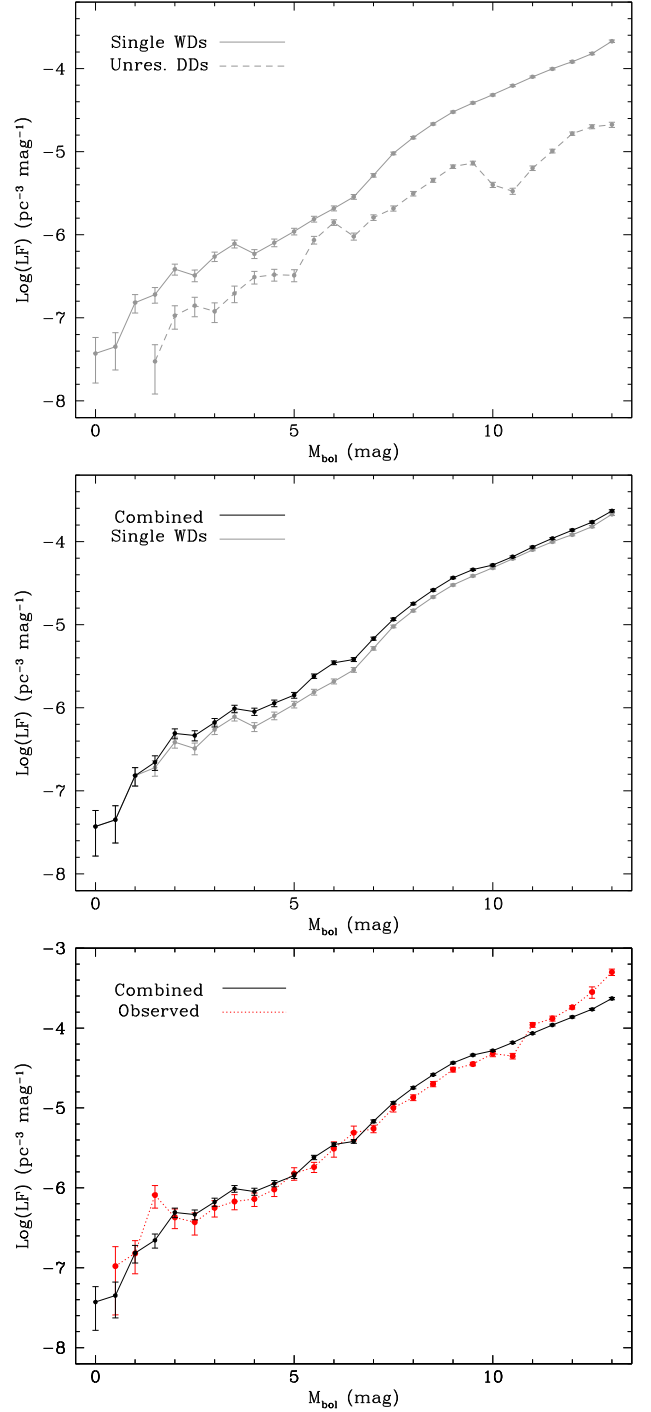 Single WDs
Unres. DDs
Log(LF) (pc⁻³ mag⁻¹)
−4
−5
−6
−7
−8
0
5
10
M_bol (mag)
Combined
Single WDs
Log(LF) (pc⁻³ mag⁻¹)
−4
−5
−6
−7
−8
0
5
10
M_bol (mag)
Combined
Observed
Log(LF) (pc⁻³ mag⁻¹)
−3
−4
−5
−6
−7
−8
0
5
10
M_bol (mag)